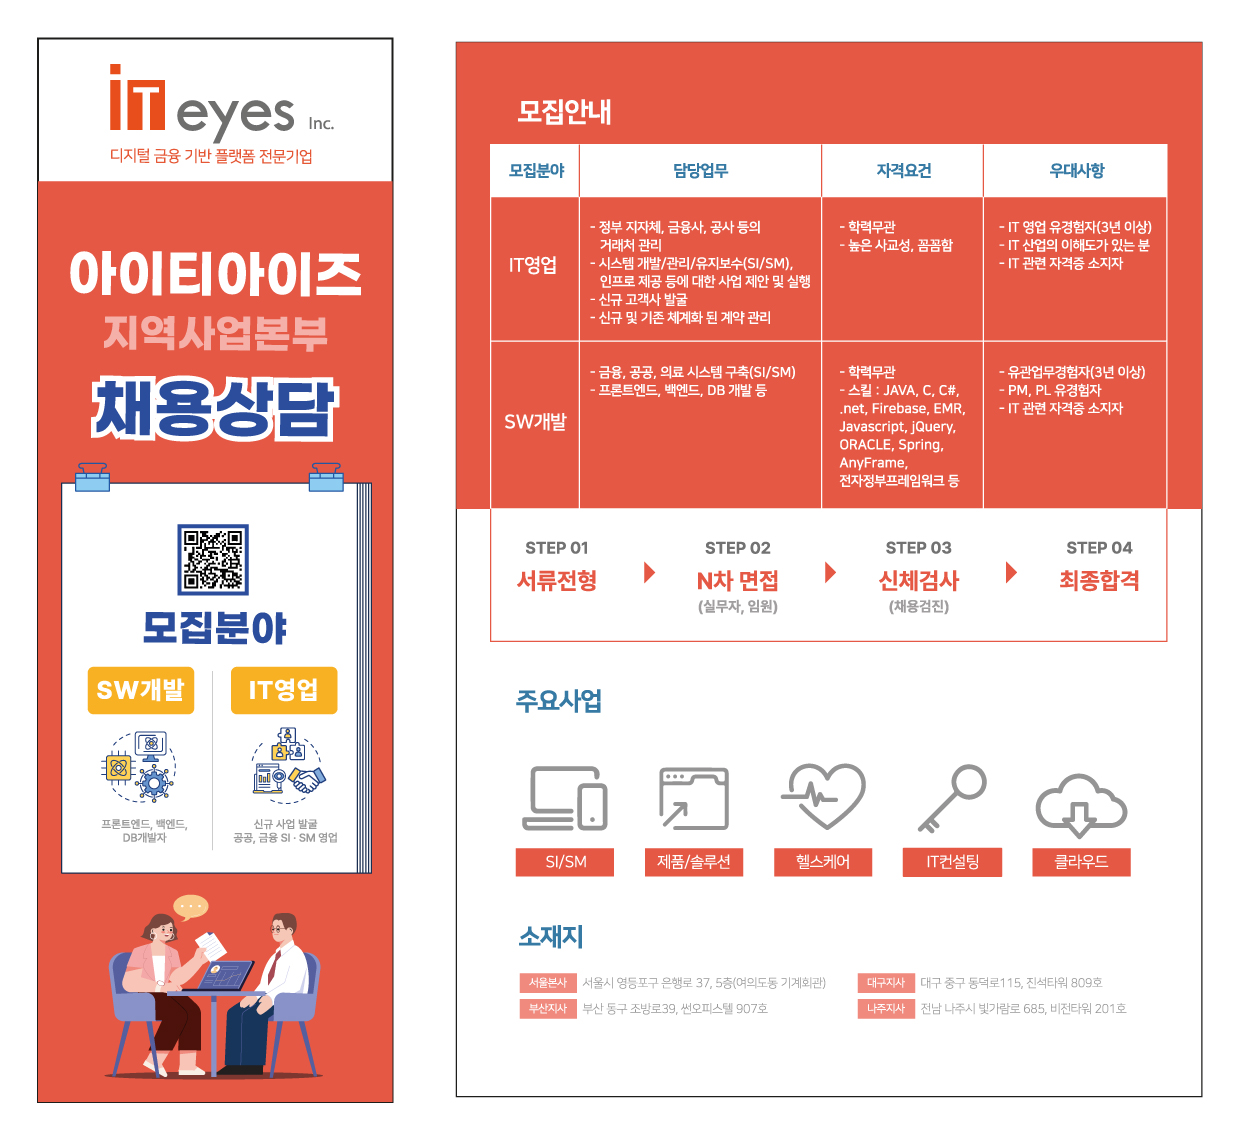 iT eyes Inc.
디지털 금융 기반 플랫폼 전문기업
아이티아이즈
지역사업본부
채용상담
모집분야
SW개발
IT영업
프론트엔드, 백엔드,
DB개발자
신규 사업 발굴
공공, 금융 SI · SM 영업
모집안내
모집분야
담당업무
자격요건
우대사항
IT영업
- 정부 지자체, 금융사, 공사 등의
거래처 관리
- 시스템 개발/관리/유지보수(SI/SM),
인프로 제공 등에 대한 사업 제안 및 실행
- 신규 고객사 발굴
- 신규 및 기존 체계화 된 계약 관리
- 학력무관
- 높은 사교성, 꼼꼼함
- IT 영업 유경험자(3년 이상)
- IT 산업의 이해도가 있는 분
- IT 관련 자격증 소지자
SW개발
- 금융, 공공, 의료 시스템 구축(SI/SM)
- 프론트엔드, 백엔드, DB 개발 등
- 학력무관
- 스킬 : JAVA, C, C#,
.net, Firebase, EMR,
Javascript, jQuery,
ORACLE, Spring,
AnyFrame,
전자정부프레임워크 등
- 유관업무경험자(3년 이상)
- PM, PL 유경험자
- IT 관련 자격증 소지자
STEP 01
서류전형
STEP 02
N차 면접
(실무자, 임원)
STEP 03
신체검사
(채용검진)
STEP 04
최종합격
주요사업
SI/SM
제품/솔루션
헬스케어
IT컨설팅
클라우드
소재지
서울본사 서울시 영등포구 은행로 37, 5층(여의도동 기계회관)
대구지사 대구 중구 동덕로115, 진석타워 809호
부산지사 부산 동구 조방로39, 썬오피스텔 907호
나주지사 전남 나주시 빛가람로 685, 비전타워 201호